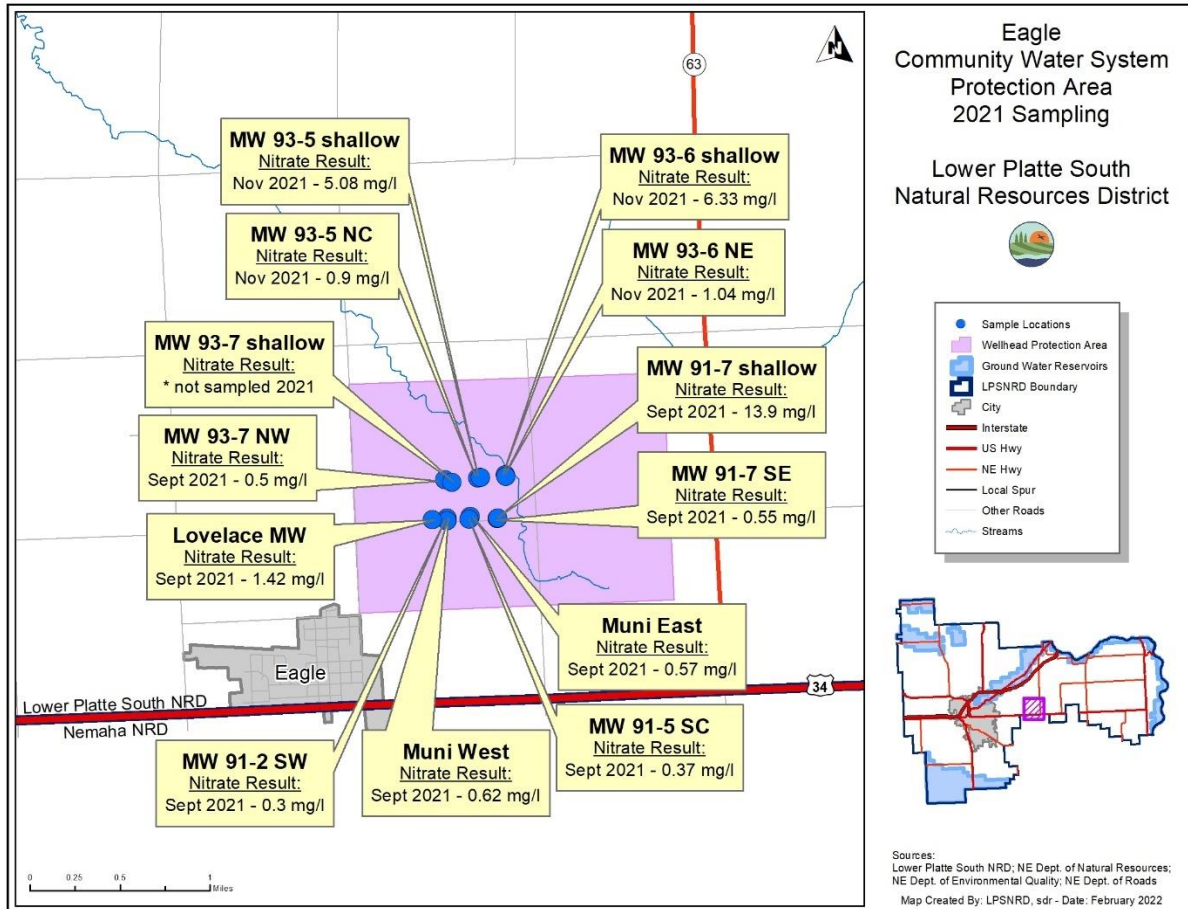 Eagle
Community Water System
Protection Area
2021 Sampling
Lower Platte South
Natural Resources District
N
63
MW 93-5 shallow
Nitrate Result:
Nov 2021 - 5.08 mg/l
MW 93-6 shallow
Nitrate Result:
Nov 2021 - 6.33 mg/l
MW 93-5 NC
Nitrate Result:
Nov 2021 - 0.9 mg/l
MW 93-6 NE
Nitrate Result:
Nov 2021 - 1.04 mg/l
MW 93-7 shallow
Nitrate Result:
* not sampled 2021
MW 91-7 shallow
Nitrate Result:
Sept 2021 - 13.9 mg/l
MW 93-7 NW
Nitrate Result:
Sept 2021 - 0.5 mg/l
MW 91-7 SE
Nitrate Result:
Sept 2021 - 0.55 mg/l
Lovelace MW
Nitrate Result:
Sept 2021 - 1.42 mg/l
Muni East
Nitrate Result:
Sept 2021 - 0.57 mg/l
Eagle
34
Lower Platte South NRD
Nemaha NRD
MW 91-2 SW
Nitrate Result:
Sept 2021 - 0.3 mg/l
Muni West
Nitrate Result:
Sept 2021 - 0.62 mg/l
MW 91-5 SC
Nitrate Result:
Sept 2021 - 0.37 mg/l
0 0.25 0.5 1
Miles
Sample Locations
Wellhead Protection Area
Ground Water Reservoirs
LPSNRD Boundary
City
Interstate
US Hwy
NE Hwy
Local Spur
Other Roads
Streams
Sources:
Lower Platte South NRD; NE Dept. of Natural Resources;
NE Dept. of Environmental Quality; NE Dept. of Roads
Map Created By: LPSNRD, sdr - Date: February 2022